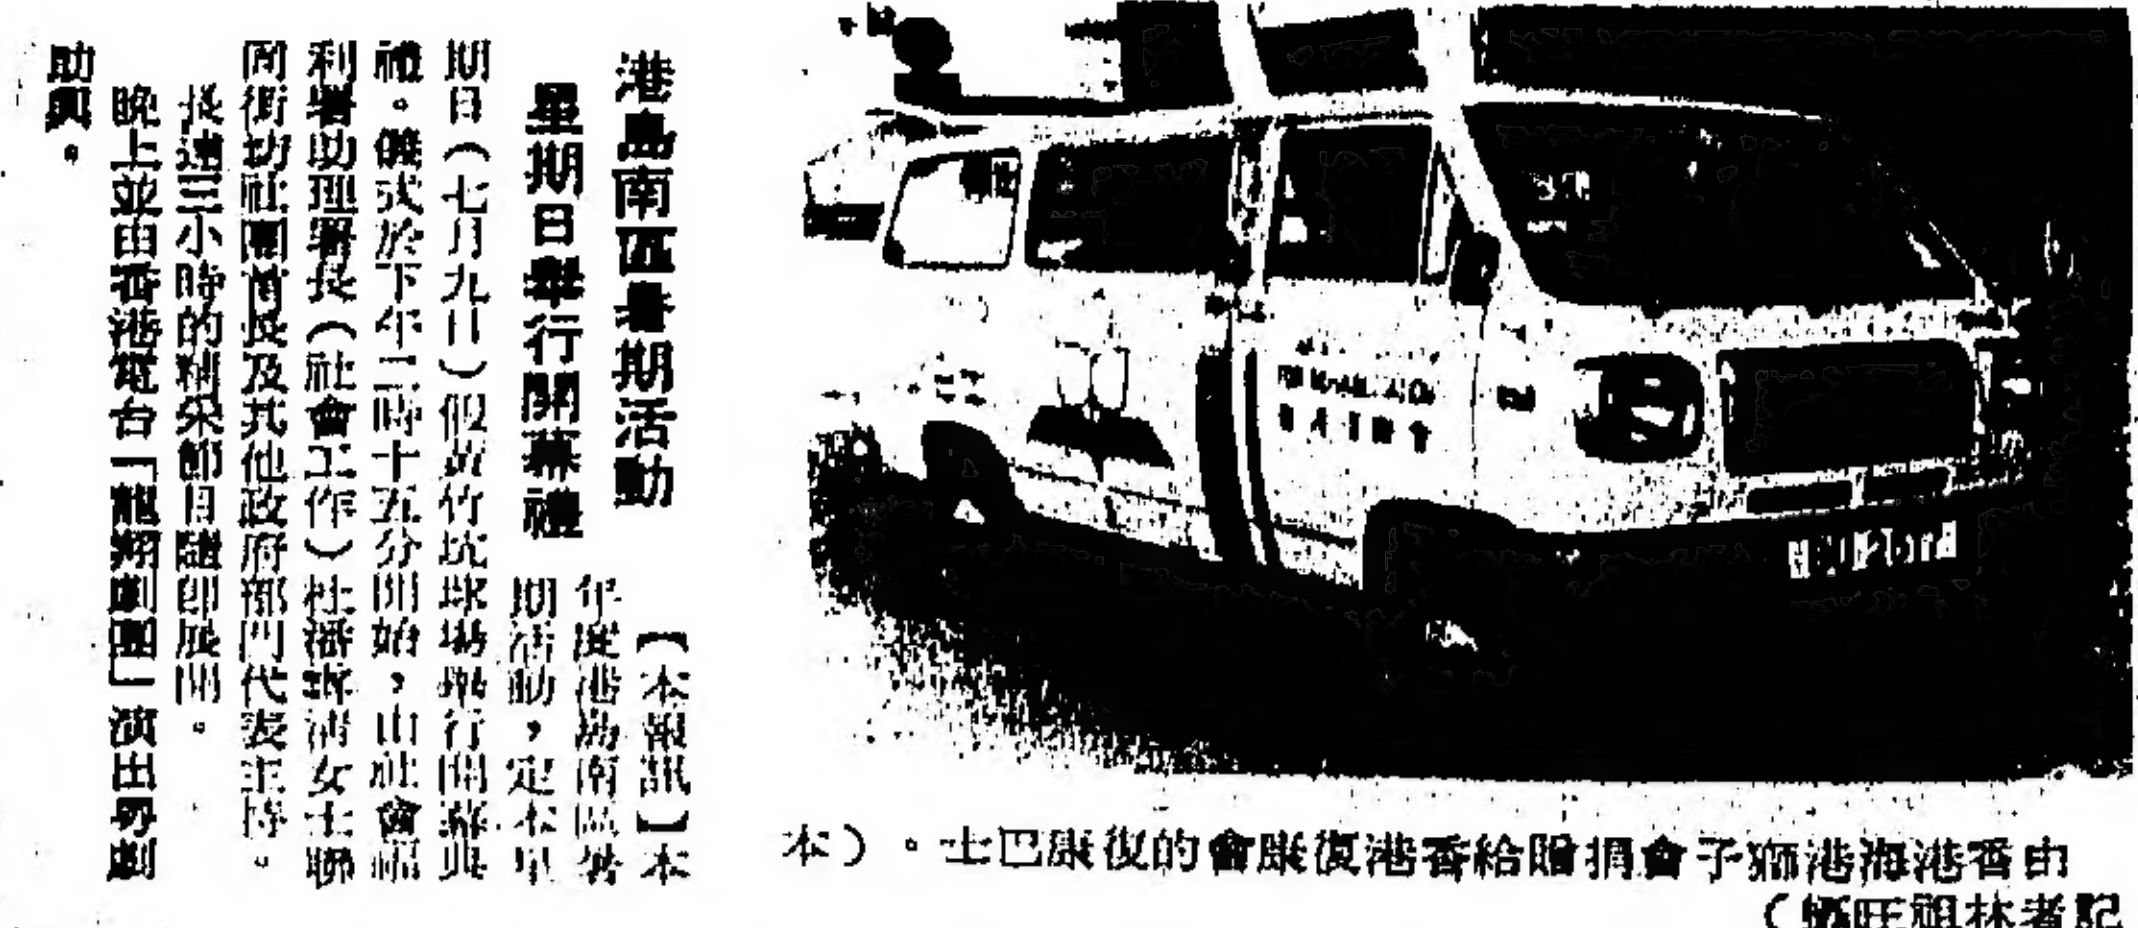 港島南區暑期活動
星期日舉行開幕禮
【本報訊】本
年度港島南區暑
期活動，定本星
期日（七月九日）假黃竹坑球場舉行開幕典
禮。儀式於下午二時十五分開始，由社會福
利署助理署長（社會工作）杜潘 清女士聯
同街坊社團首長及其他政府部門代表主持。
長達三小時的精采節目隨即展開。
晚上並由香港電台「龍翔劇團」演出粵劇
助興。
由香港海港獅子會捐贈給香港復康會的復康巴士。（本
記者林祖旺攝）